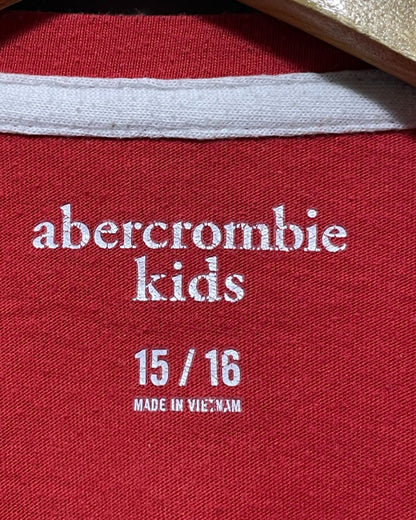 abercrombie
kids
15 / 16
MADE IN VIETNAM